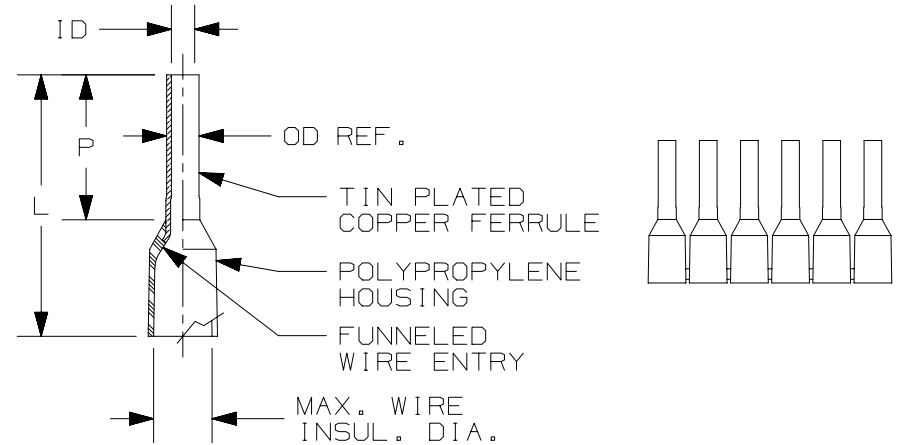 ID
P
L
OD REF.
TIN PLATED
COPPER FERRULE
POLYPROPYLENE
HOUSING
FUNNELED
WIRE ENTRY
MAX. WIRE
INSUL. DIA.